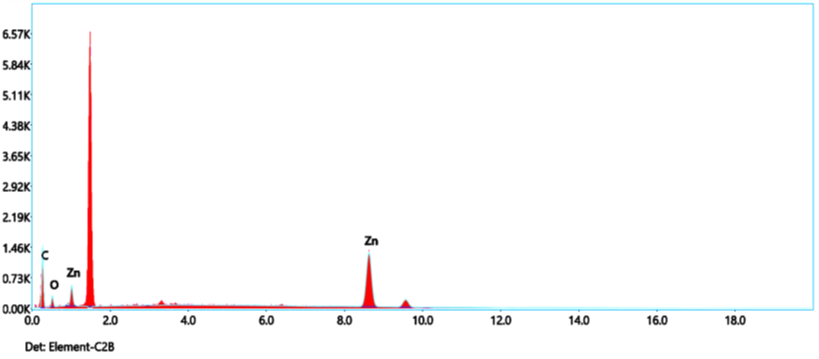 6.57K
5.84K
5.11K
4.38K
3.65K
2.92K
2.19K
1.46K
0.73K
0.00K
C
O
Zn
Zn
0.0 2.0 4.0 6.0 8.0 10.0 12.0 14.0 16.0 18.0
Det: Element-C2B